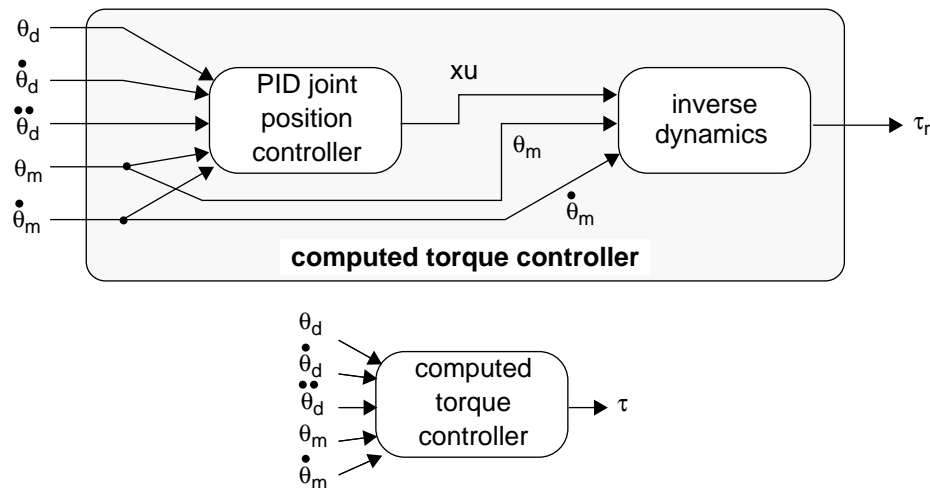 θd
θ̇d
θ̈d
θm
θ̇m
PID joint
position
controller
xu
θm
θ̇m
inverse
dynamics
τr
computed torque controller
θd
θ̇d
θ̈d
θm
θ̇m
computed
torque
controller
τ